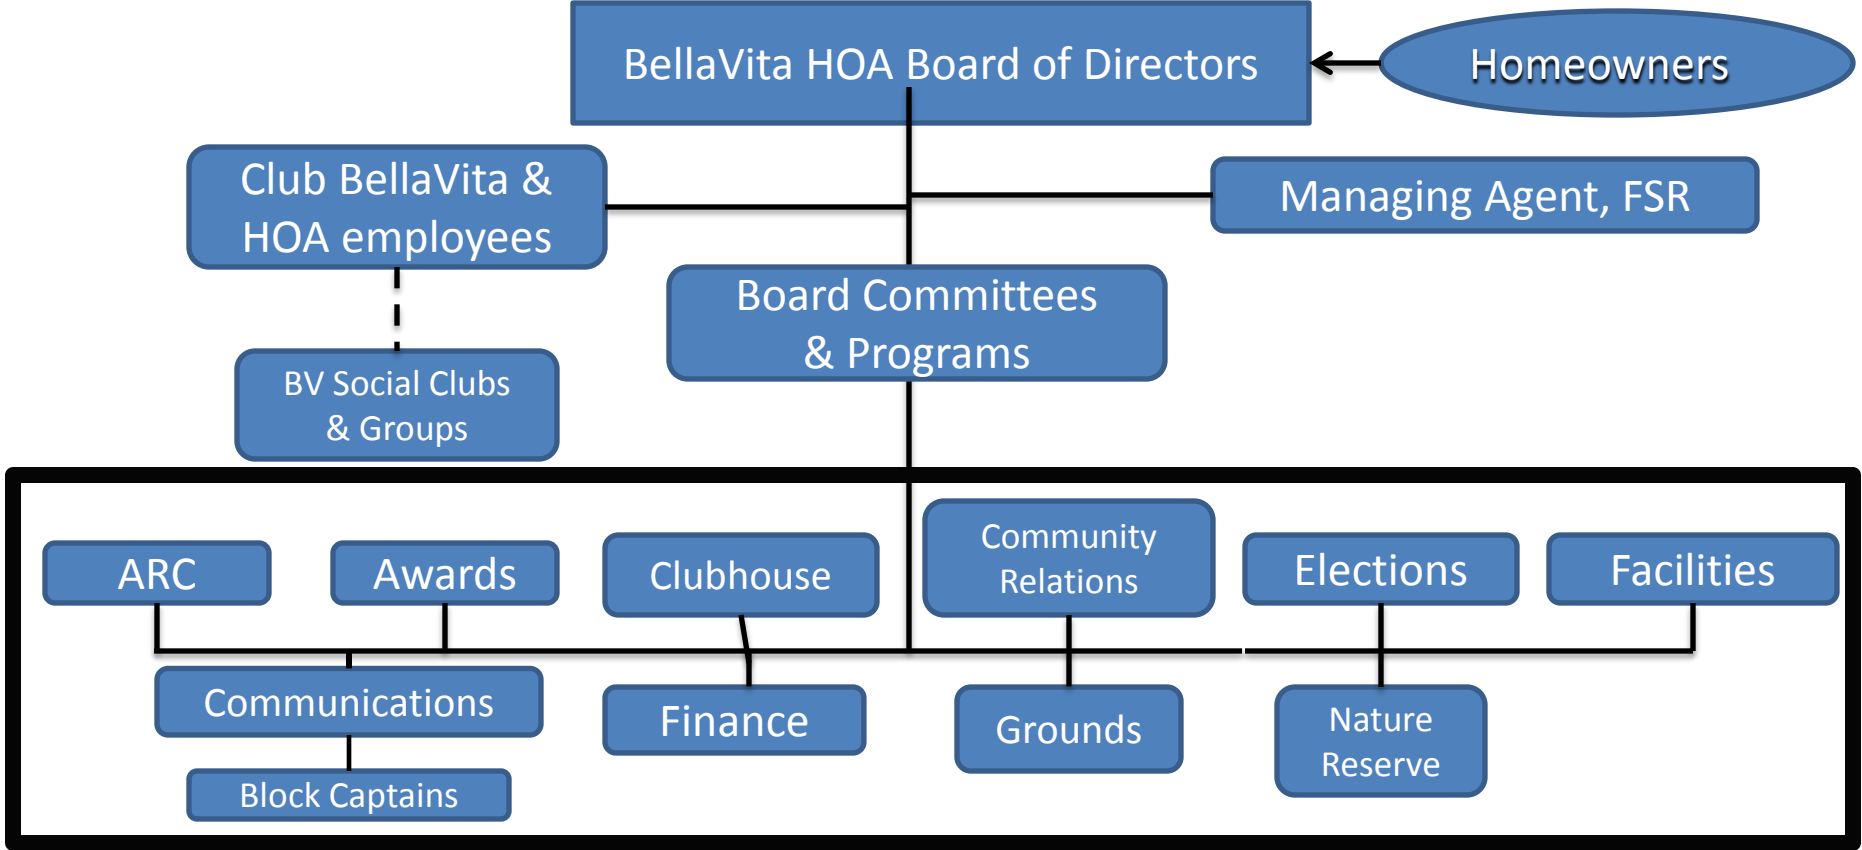 BellaVita HOA Board of Directors
Homeowners
Club BellaVita &
HOA employees
Managing Agent, FSR
Board Committees
& Programs
BV Social Clubs
& Groups
ARC
Awards
Clubhouse
Community
Relations
Elections
Facilities
Communications
Finance
Grounds
Nature
Reserve
Block Captains